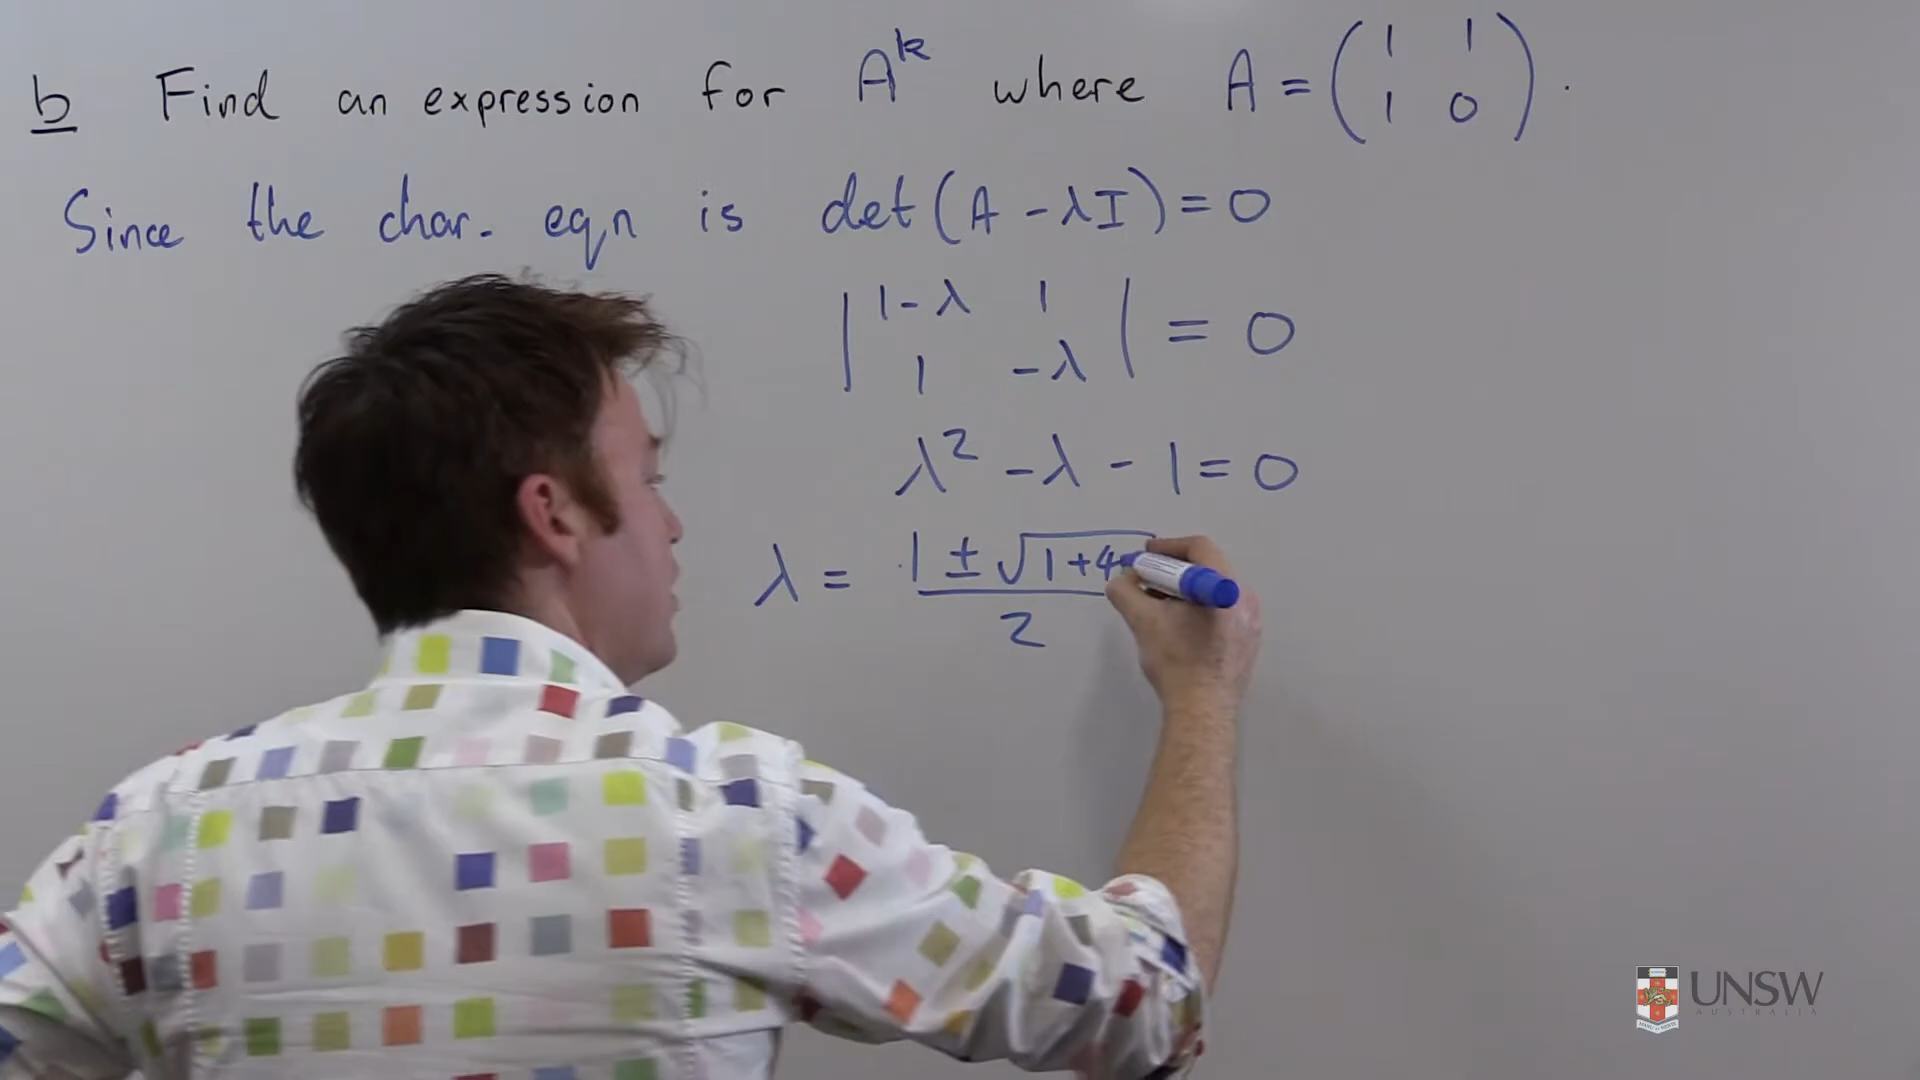 b Find an expression for A^k where A = (1 1
1 0).
Since the char. eqn is det(A - λI) = 0
|1-λ 1
1 -λ| = 0
λ² - λ - 1 = 0
λ = 1 ± √1+4
2
UNSW
AUSTRALIA